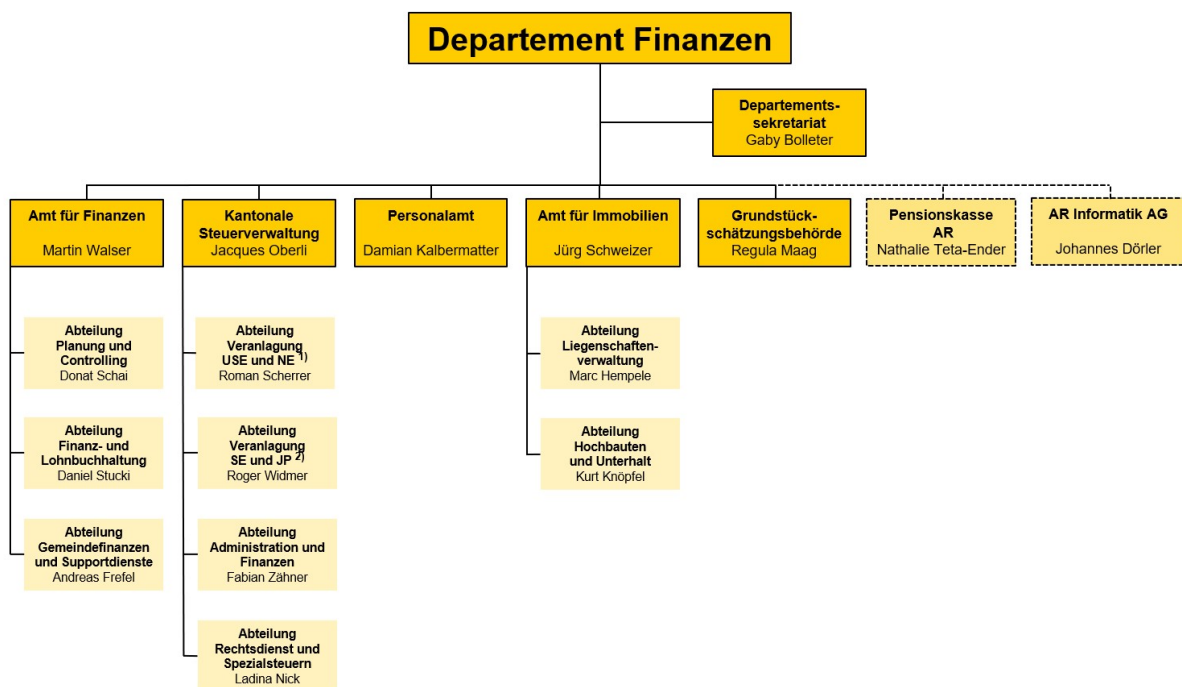 Departement Finanzen
Departements-
sekretariat
Gaby Bolleter
Amt für Finanzen
Martin Walser
Kantonale
Steuerverwaltung
Jacques Oberli
Personalamt
Damian Kalbermatter
Amt für Immobilien
Jürg Schweizer
Grundstück-
schätzungsbehörde
Regula Maag
Pensionskasse
AR
Nathalie Teta-Ender
AR Informatik AG
Johannes Dörler
Abteilung
Planung und
Controlling
Donat Schai
Abteilung
Finanz- und
Lohnbuchhaltung
Daniel Stucki
Abteilung
Gemeindefinanzen
und Supportdienste
Andreas Frefel
Abteilung
Veranlagung
USE und NE 1)
Roman Scherrer
Abteilung
Veranlagung
SE und JP 2)
Roger Widmer
Abteilung
Administration und
Finanzen
Fabian Zähner
Abteilung
Rechtsdienst und
Spezialsteuern
Ladina Nick
Abteilung
Liegenschaften-
verwaltung
Marc Hempele
Abteilung
Hochbauten
und Unterhalt
Kurt Knöpfel